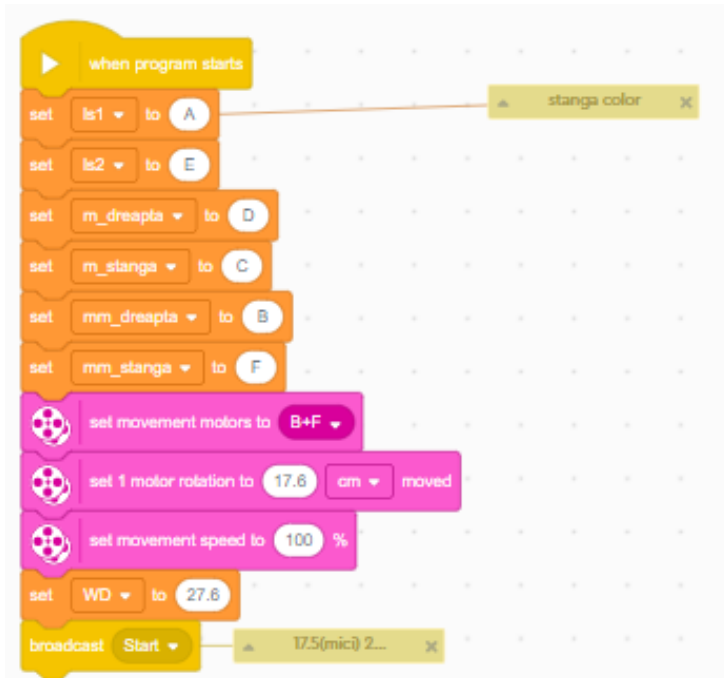 when program starts
set ls1 to A
stanga color
set ls2 to E
set m_dreapta to D
set m_stanga to C
set mm_dreapta to B
set mm_stanga to F
set movement motors to B+F
set 1 motor rotation to 17.6 cm moved
set movement speed to 100 %
set WD to 27.6
broadcast Start
17.5(mici) 2...